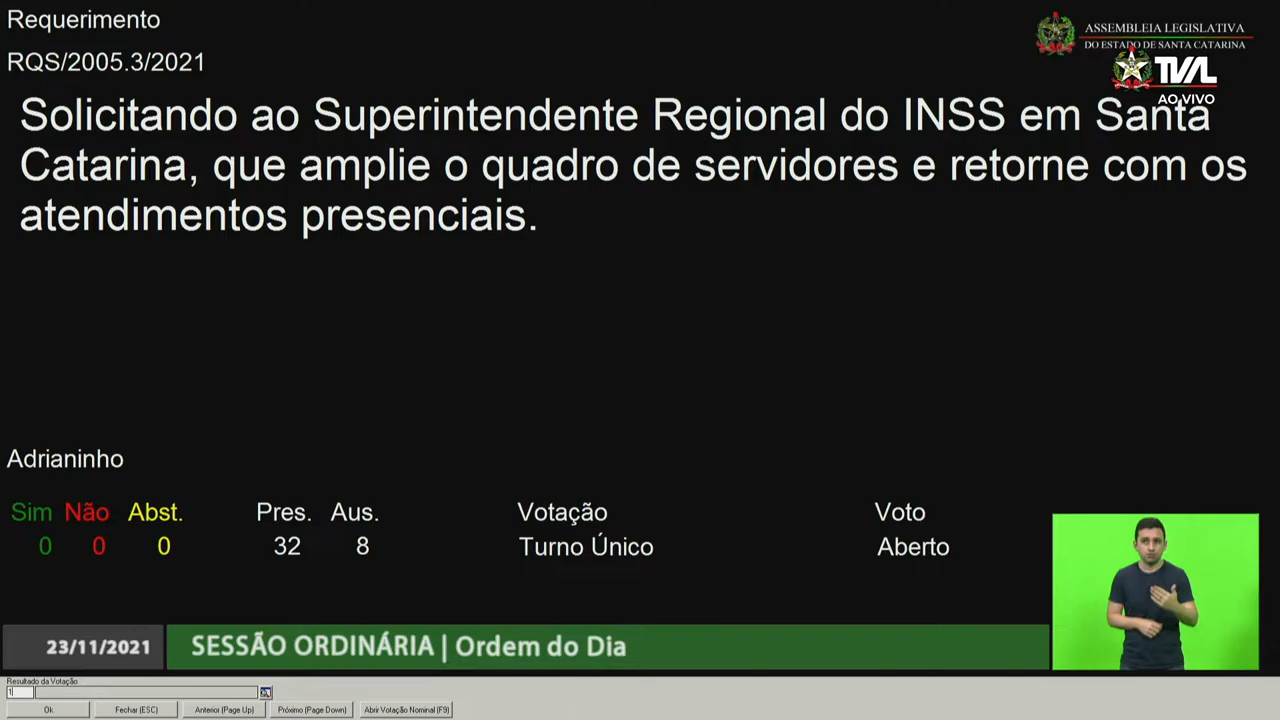 Requerimento
RQS/2005.3/2021
ASSEMBLEIA LEGISLATIVA
DO ESTADO DE SANTA CATARINA
TVAL
AO VIVO
Solicitando ao Superintendente Regional do INSS em Santa
Catarina, que amplie o quadro de servidores e retorne com os
atendimentos presenciais.
Adrianinho
Sim Não Abst. Pres. Aus. Votação Voto
0 0 0 32 8 Turno Único Aberto
23/11/2021 SESSÃO ORDINÁRIA | Ordem do Dia
Resultado da Votação
1
Ok Fechar (ESC) Anterior (Page Up) Próximo (Page Down) Abrir Votação Nominal (F9)